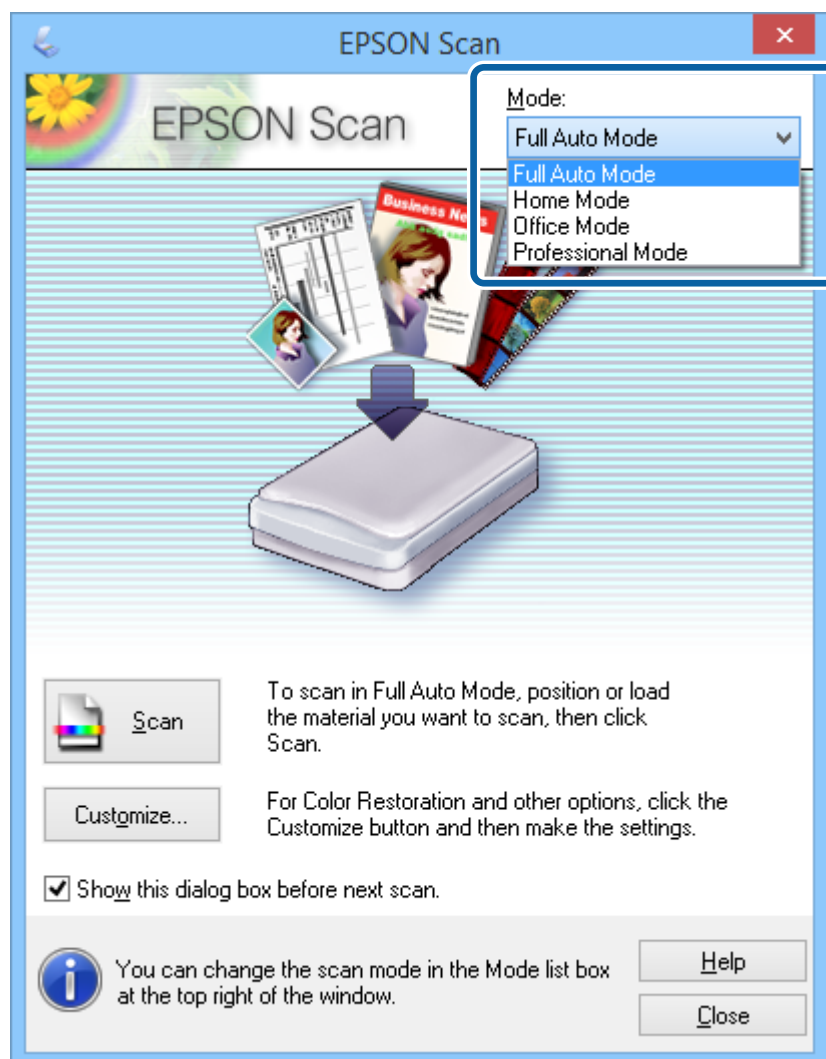 EPSON Scan
EPSON Scan
Mode:
Full Auto Mode
Full Auto Mode
Home Mode
Office Mode
Professional Mode
Business
Scan
To scan in Full Auto Mode, position or load
the material you want to scan, then click
Scan.
Customize...
For Color Restoration and other options, click the
Customize button and then make the settings.
Show this dialog box before next scan.
You can change the scan mode in the Mode list box
at the top right of the window.
Help
Close